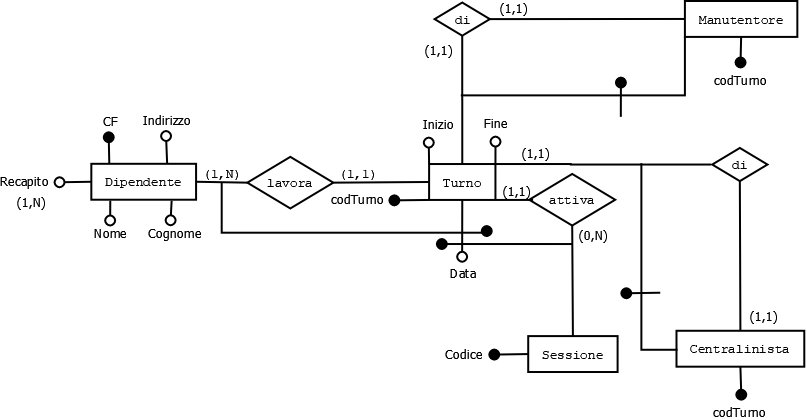 di
(1,1)
Manutentore
(1,1)
codTurno
CF
Indirizzo
Inizio
Fine
(1,1)
di
Recapito
Dipendente
(1,N)
lavora
(1,1)
Turno
(1,1)
attiva
(1,N)
codTurno
Nome
Cognome
(0,N)
Data
(1,1)
Codice
Sessione
Centralinista
codTurno